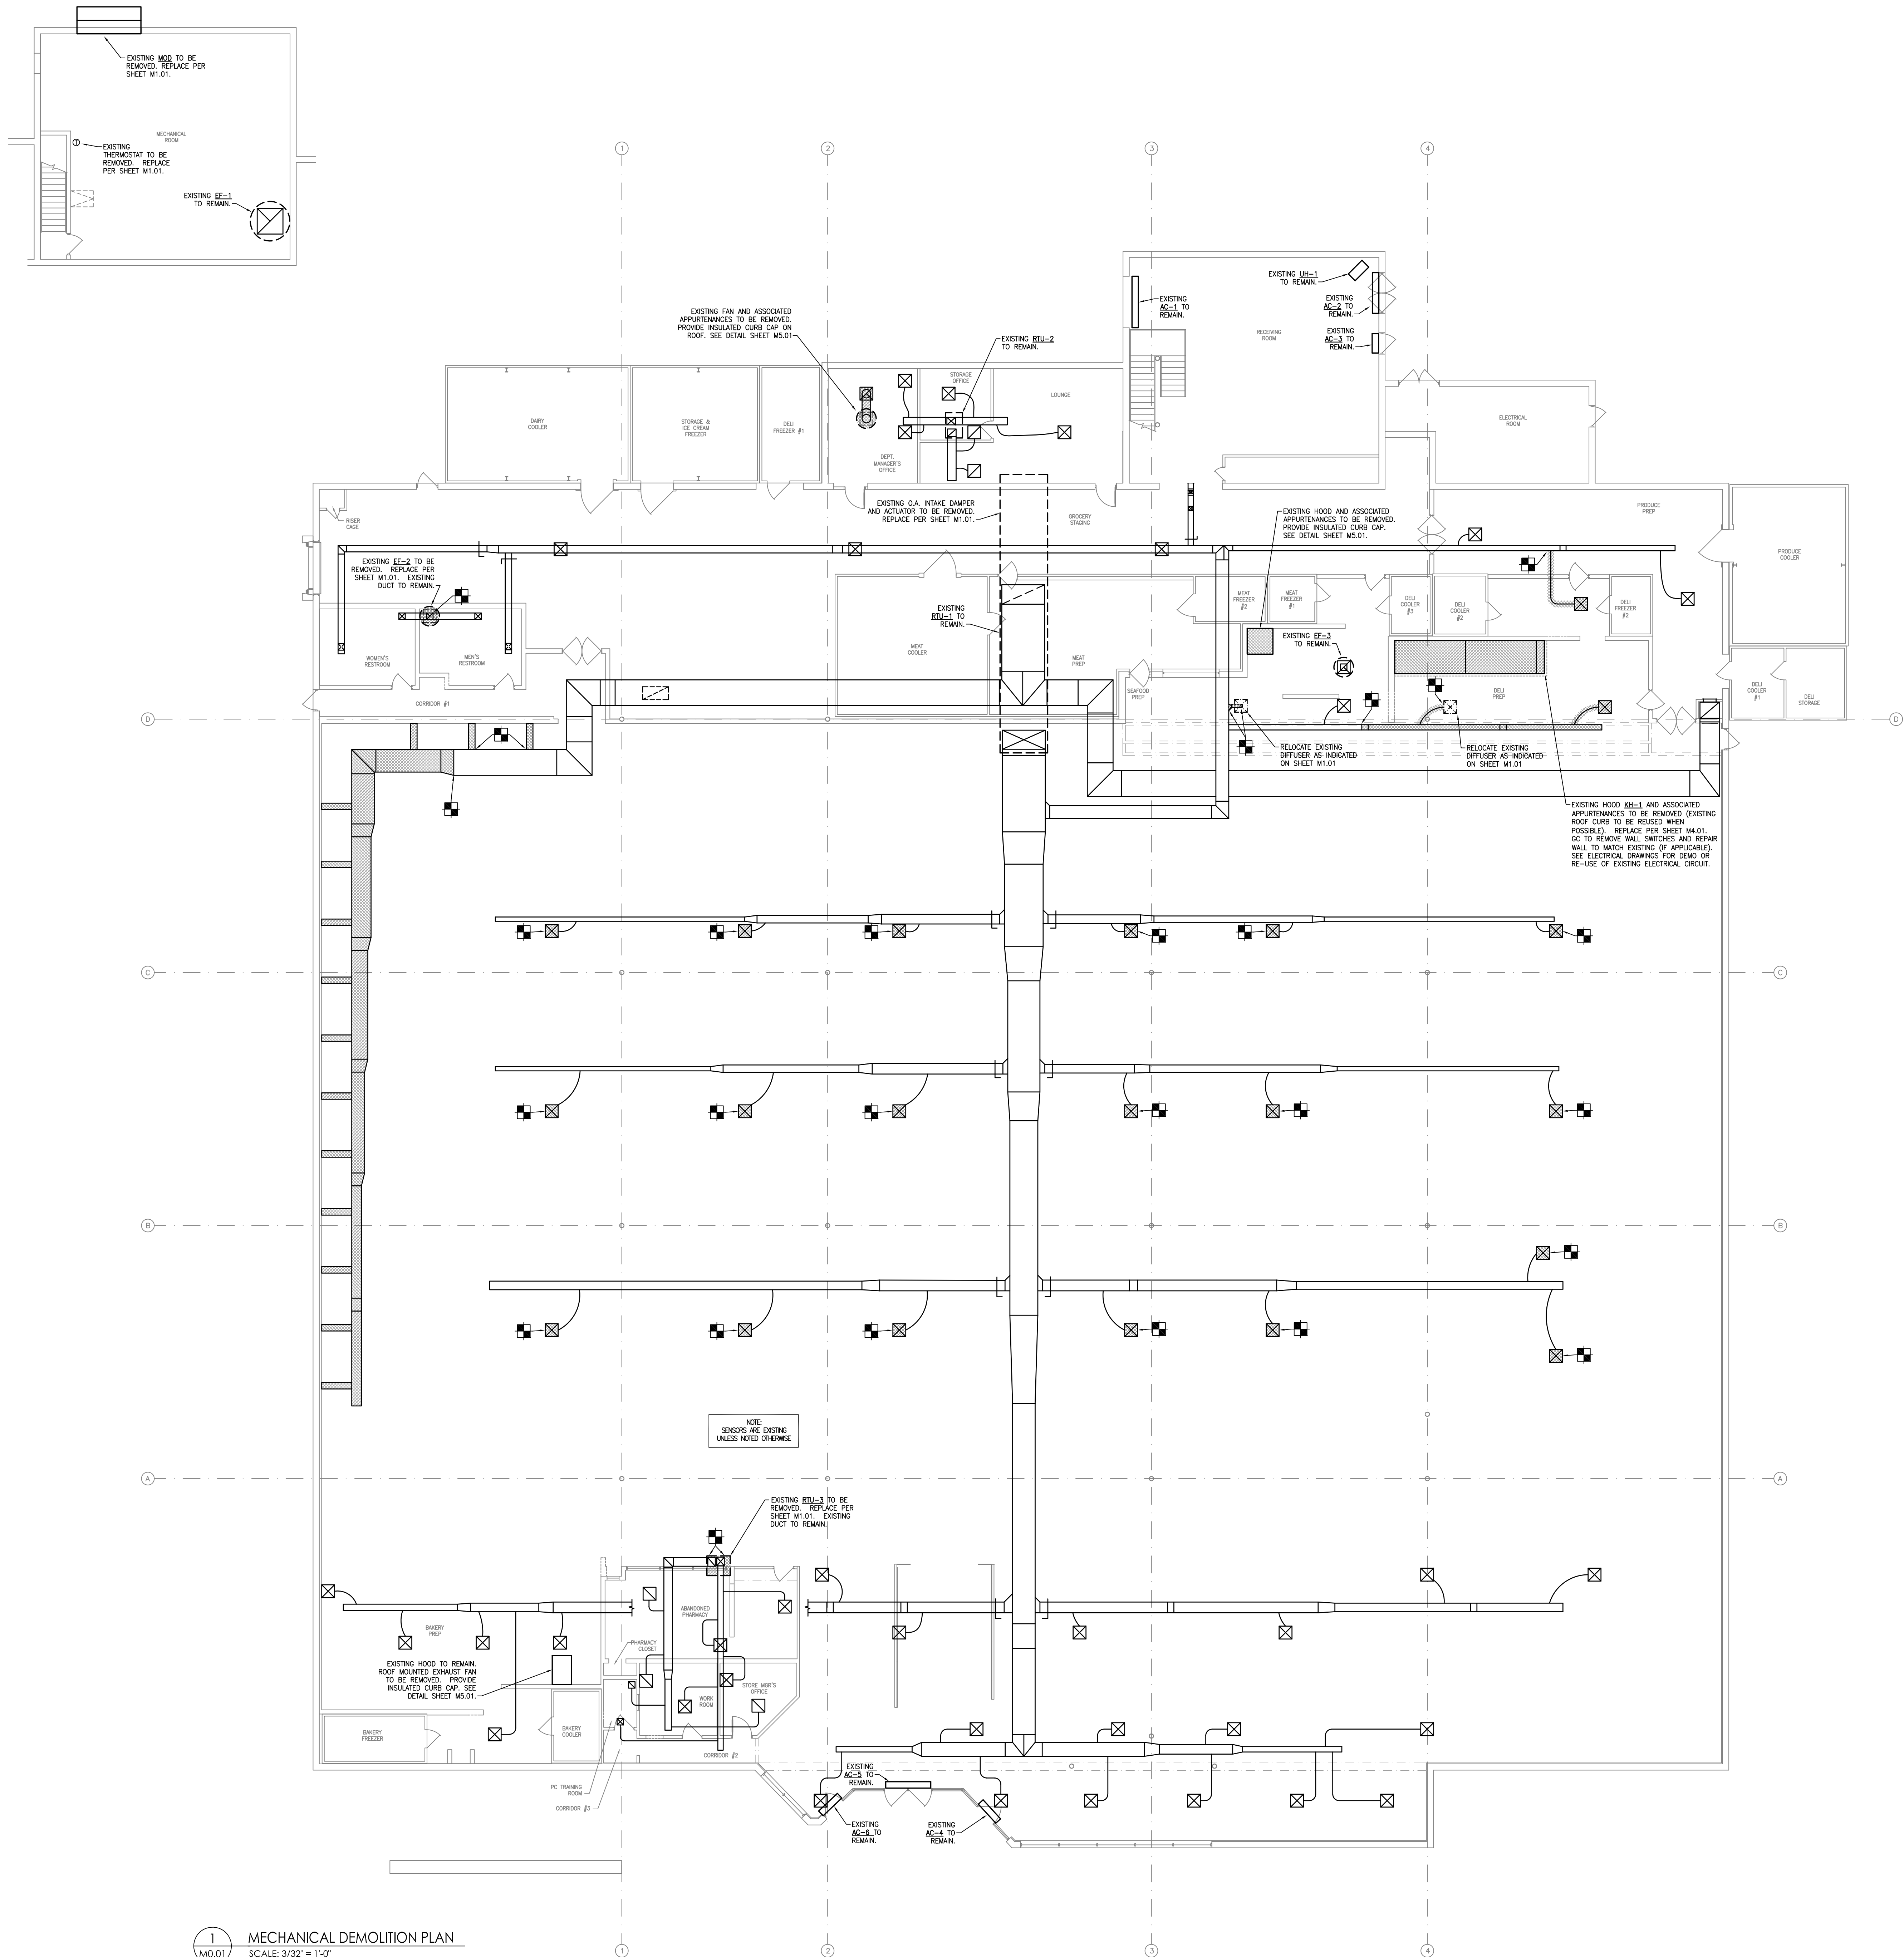 EXISTING MOD TO BE
REMOVED. REPLACE PER
SHEET M1.01.
MECHANICAL
ROOM
EXISTING
THERMOSTAT TO BE
REMOVED. REPLACE
PER SHEET M1.01.
EXISTING EF-1
TO REMAIN.
1
2
3
4
EXISTING UH-1
TO REMAIN.
EXISTING
AC-1 TO
REMAIN.
EXISTING
AC-2 TO
REMAIN.
RECEIVING
ROOM
EXISTING
AC-3 TO
REMAIN.
EXISTING FAN AND ASSOCIATED
APPURTENANCES TO BE REMOVED.
PROVIDE INSULATED CURB CAP ON
ROOF. SEE DETAIL SHEET M5.01
EXISTING RTU-2
TO REMAIN.
STORAGE
OFFICE
LOUNGE
DAIRY
COOLER
STORAGE &
ICE CREAM
FREEZER
DELI
FREEZER #1
DEPT.
MANAGER'S
OFFICE
ELECTRICAL
ROOM
EXISTING O.A. INTAKE DAMPER
AND ACTUATOR TO BE REMOVED.
REPLACE PER SHEET M1.01.
GROCERY
STAGING
EXISTING HOOD AND ASSOCIATED
APPURTENANCES TO BE REMOVED.
PROVIDE INSULATED CURB CAP.
SEE DETAIL SHEET M5.01.
PRODUCE
PREP
PRODUCE
COOLER
RISER
CAGE
EXISTING EF-2 TO BE
REMOVED. REPLACE PER
SHEET M1.01. EXISTING
DUCT TO REMAIN.
EXISTING
RTU-1 TO
REMAIN.
MEAT
FREEZER
#2
MEAT
FREEZER
#1
DELI
COOLER
#3
DELI
COOLER
#2
DELI
FREEZER
#2
EXISTING EF-3
TO REMAIN.
WOMEN'S
RESTROOM
MEN'S
RESTROOM
MEAT
COOLER
MEAT
PREP
SEAFOOD
PREP
DELI
PREP
DELI
COOLER
#1
DELI
STORAGE
CORRIDOR #1
D
D
RELOCATE EXISTING
DIFFUSER AS INDICATED
ON SHEET M1.01
RELOCATE EXISTING
DIFFUSER AS INDICATED
ON SHEET M1.01
EXISTING HOOD KH-1 AND ASSOCIATED
APPURTENANCES TO BE REMOVED (EXISTING
ROOF CURB TO BE REUSED WHEN
POSSIBLE). REPLACE PER SHEET M4.01.
GC TO REMOVE WALL SWITCHES AND REPAIR
WALL TO MATCH EXISTING (IF APPLICABLE).
SEE ELECTRICAL DRAWINGS FOR DEMO OR
RE-USE OF EXISTING ELECTRICAL CIRCUIT.
C
C
B
B
NOTE:
SENSORS ARE EXISTING
UNLESS NOTED OTHERWISE
A
A
EXISTING RTU-3 TO BE
REMOVED. REPLACE PER
SHEET M1.01. EXISTING
DUCT TO REMAIN.
ABANDONED
PHARMACY
BAKERY
PREP
PHARMACY
CLOSET
EXISTING HOOD TO REMAIN.
ROOF MOUNTED EXHAUST FAN
TO BE REMOVED. PROVIDE
INSULATED CURB CAP. SEE
DETAIL SHEET M5.01.
STORE MGR'S
OFFICE
WORK
ROOM
BAKERY
FREEZER
BAKERY
COOLER
CORRIDOR #2
PC TRAINING
ROOM
CORRIDOR #3
EXISTING
AC-5 TO
REMAIN.
EXISTING
AC-6 TO
REMAIN.
EXISTING
AC-4 TO
REMAIN.
1
M0.01
MECHANICAL DEMOLITION PLAN
SCALE: 3/32" = 1'-0"
1
2
3
4